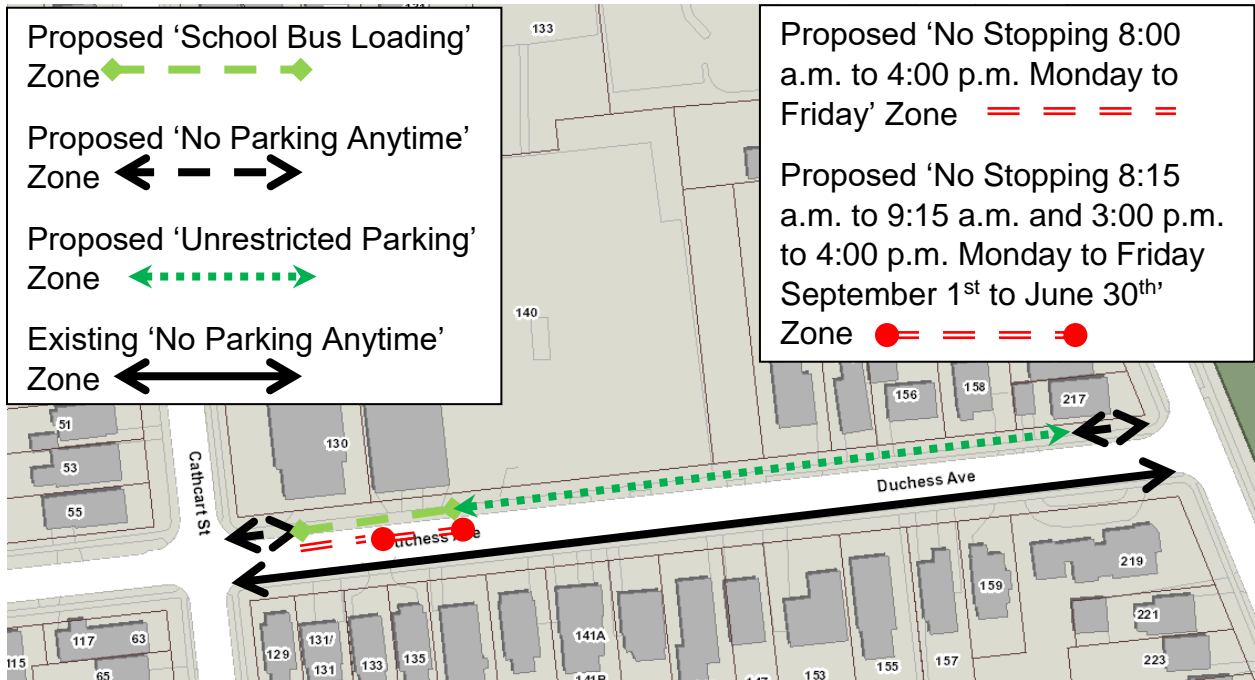 Proposed ‘School Bus Loading’
Zone
Proposed ‘No Parking Anytime’
Zone
Proposed ‘Unrestricted Parking’
Zone
Existing ‘No Parking Anytime’
Zone
Proposed ‘No Stopping 8:00
a.m. to 4:00 p.m. Monday to
Friday’ Zone
Proposed ‘No Stopping 8:15
a.m. to 9:15 a.m. and 3:00 p.m.
to 4:00 p.m. Monday to Friday
September 1st to June 30th’
Zone
133
140
156
158
217
51
53
55
130
Cathcart St
Duchess Ave
Duchess Ave
117
63
115
65
129
131/
131
133
135
141A
153
155
157
159
219
221
223